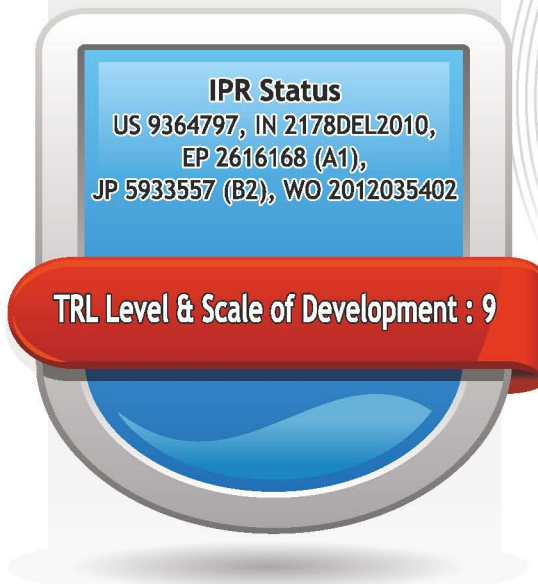 IPR Status
US 9364797, IN 2178DEL2010,
EP 2616168 (A1),
JP 5933557 (B2), WO 2012035402
TRL Level & Scale of Development : 9